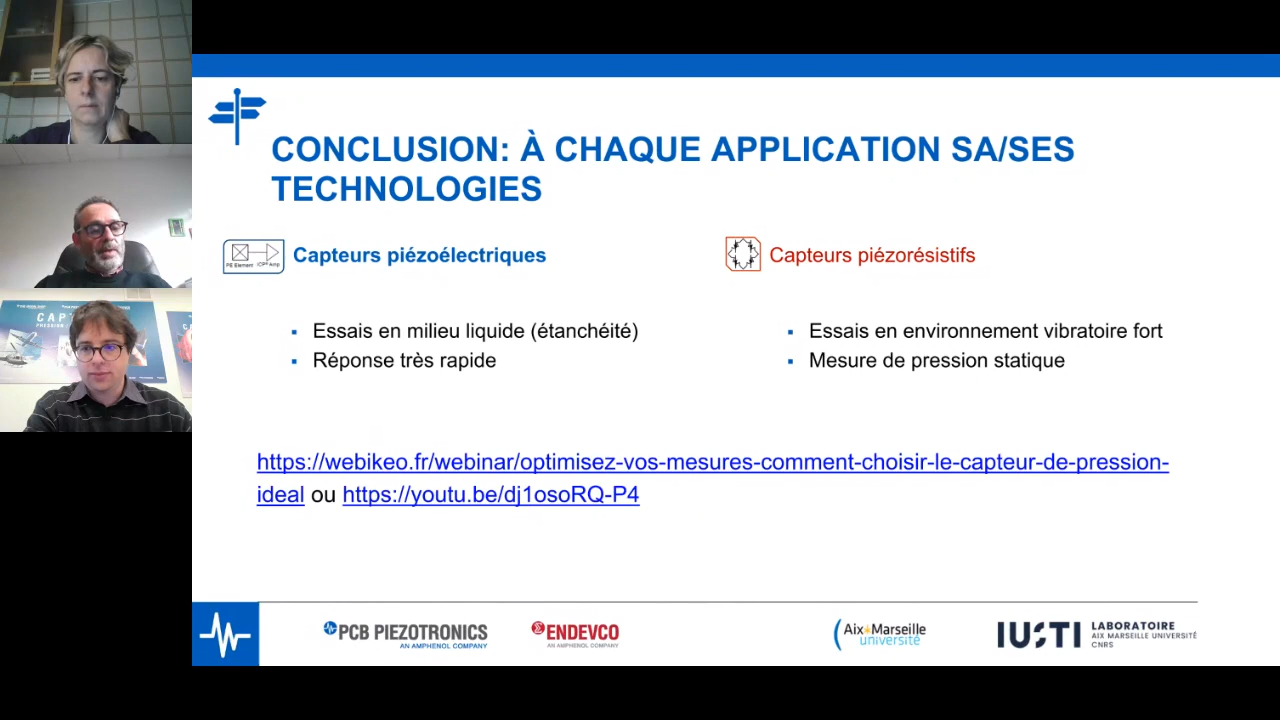 CAP
PRESSION
CONCLUSION: À CHAQUE APPLICATION SA/SES
TECHNOLOGIES
PE Element ICP® Amp
Capteurs piézoélectriques
Capteurs piézorésistifs
▪ Essais en milieu liquide (étanchéité)
▪ Réponse très rapide
▪ Essais en environnement vibratoire fort
▪ Mesure de pression statique
https://webikeo.fr/webinar/optimisez-vos-mesures-comment-choisir-le-capteur-de-pression-
ideal ou https://youtu.be/dj1osoRQ-P4
PCB PIEZOTRONICS
AN AMPHENOL COMPANY
ENDEVCO
AN AMPHENOL COMPANY
Aix*Marseille
université
IUSTI
LABORATOIRE
AIX MARSEILLE UNIVERSITÉ
CNRS